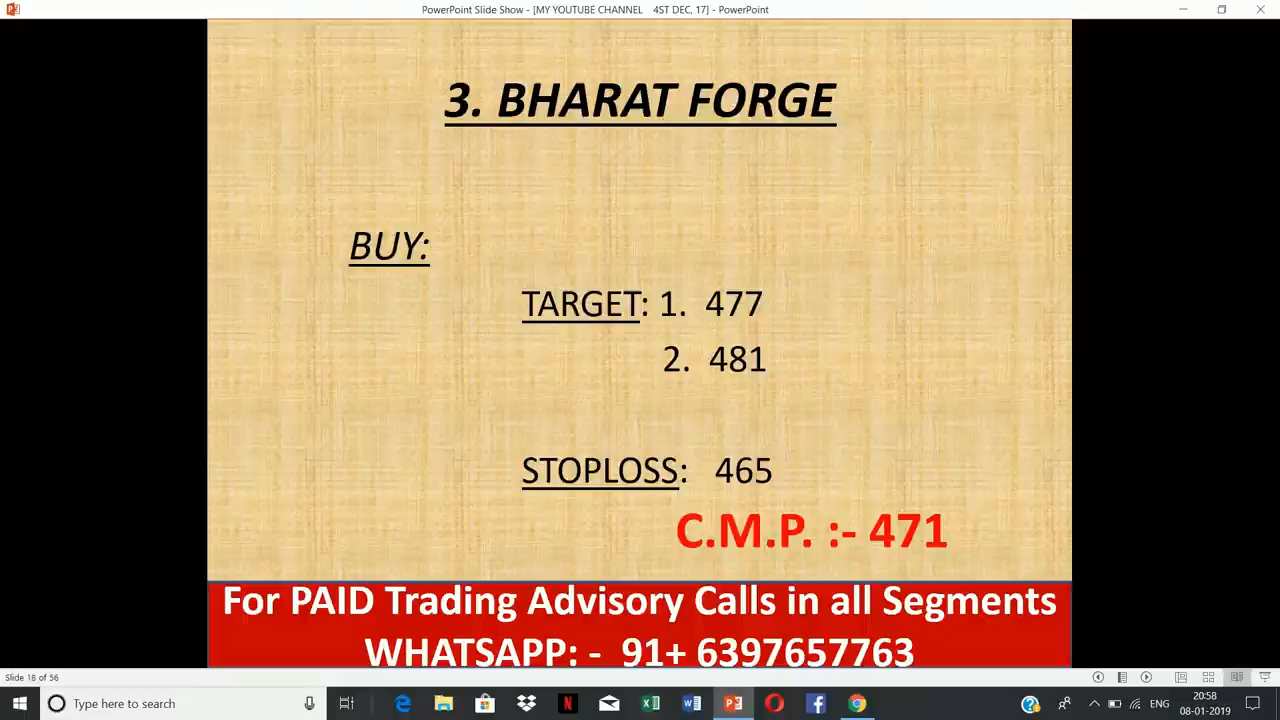 PowerPoint Slide Show - [MY YOUTUBE CHANNEL    4ST DEC, 17] - PowerPoint
3. BHARAT FORGE
BUY:
TARGET: 1. 477
2. 481
STOPLOSS: 465
C.M.P. :- 471
For PAID Trading Advisory Calls in all Segments
WHATSAPP: - 91+ 6397657763
Slide 18 of 56
Type here to search
ENG
20:58
08-01-2019